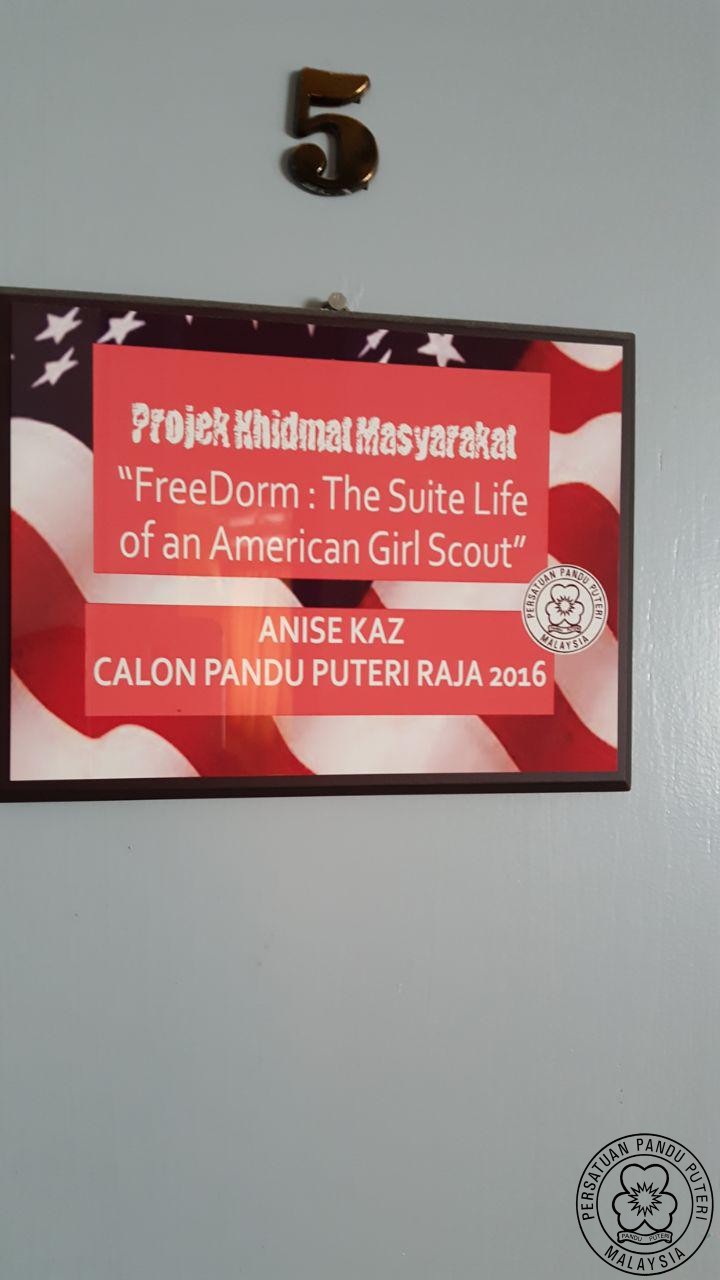 5
Projek Khidmat Masyarakat
“FreeDorm : The Suite Life
of an American Girl Scout”
PERSATUAN PANDU PUTERI
MALAYSIA
ANISE KAZ
CALON PANDU PUTERI RAJA 2016
PERSATUAN PANDU PUTERI
PANDU PUTERI
MALAYSIA